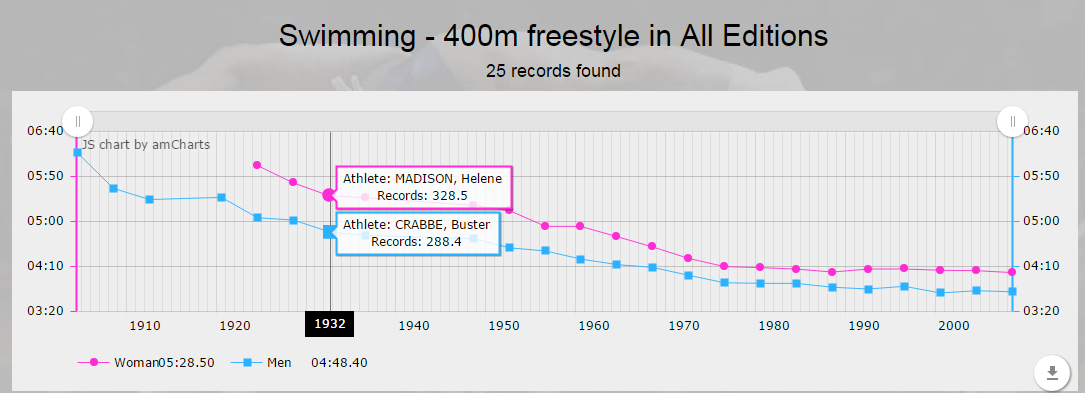 Swimming - 400m freestyle in All Editions
25 records found
06:40 06:40
JS chart by amCharts
Athlete: MADISON, Helene
Records: 328.5
05:50 05:50
Athlete: CRABBE, Buster
Records: 288.4
05:00 05:00
04:10 04:10
03:20 03:20
1910 1920 1932 1940 1950 1960 1970 1980 1990 2000
Woman05:28.50 Men 04:48.40